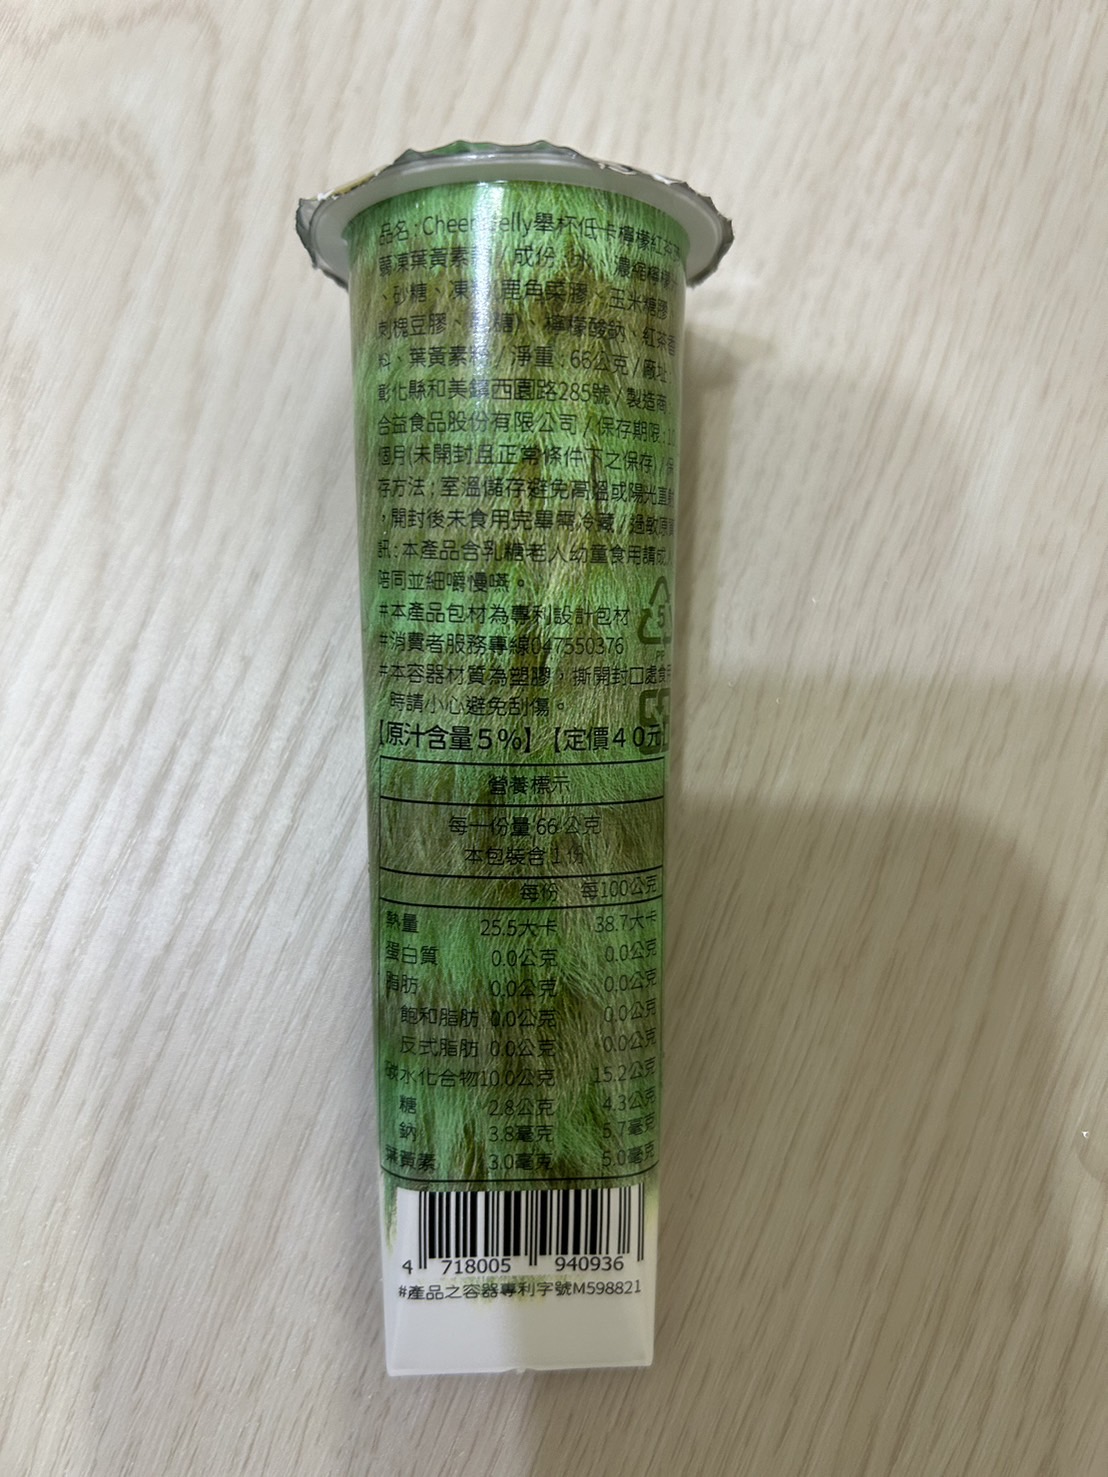 品名:Cheer Jelly舉杯低卡檸檬紅茶
蒟凍葉黃素 / 成份:水、濃縮檸檬
、砂糖、凍 鹿角菜膠、玉米糖膠、
刺槐豆膠、 糖)、檸檬酸鈉、紅茶香
料、葉黃素 / 淨重:66公克/廠址:
彰化縣和美鎮西園路285號/製造商:
合益食品股份有限公司/保存期限:
個月(未開封且正常條件下之保存)/保
存方法:室溫儲存避免高溫或陽光直射
,開封後未食用完畢需冷藏/過敏原資
訊:本產品含乳糖老人幼童食用請成人
陪同並細嚼慢嚥。
#本產品包材為專利設計包材
5
#消費者服務專線047550376
#本容器材質為塑膠,撕開封口處食用
時請小心避免刮傷。
【原汁含量5%】【定價40元】
營養標示
每一份量 66 公克
本包裝含 1 份
每份 每100公克
熱量 25.5大卡 38.7大卡
蛋白質 0.0公克 0.0公克
脂肪 0.0公克 0.0公克
飽和脂肪 0.0公克 0.0公克
反式脂肪 0.0公克 0.0公克
碳水化合物10.0公克 15.2公克
糖 2.8公克 4.3公克
鈉 3.8毫克 5.7毫克
葉黃素 3.0毫克 5.0毫克
4 718005 940936
#產品之容器專利字號M598821